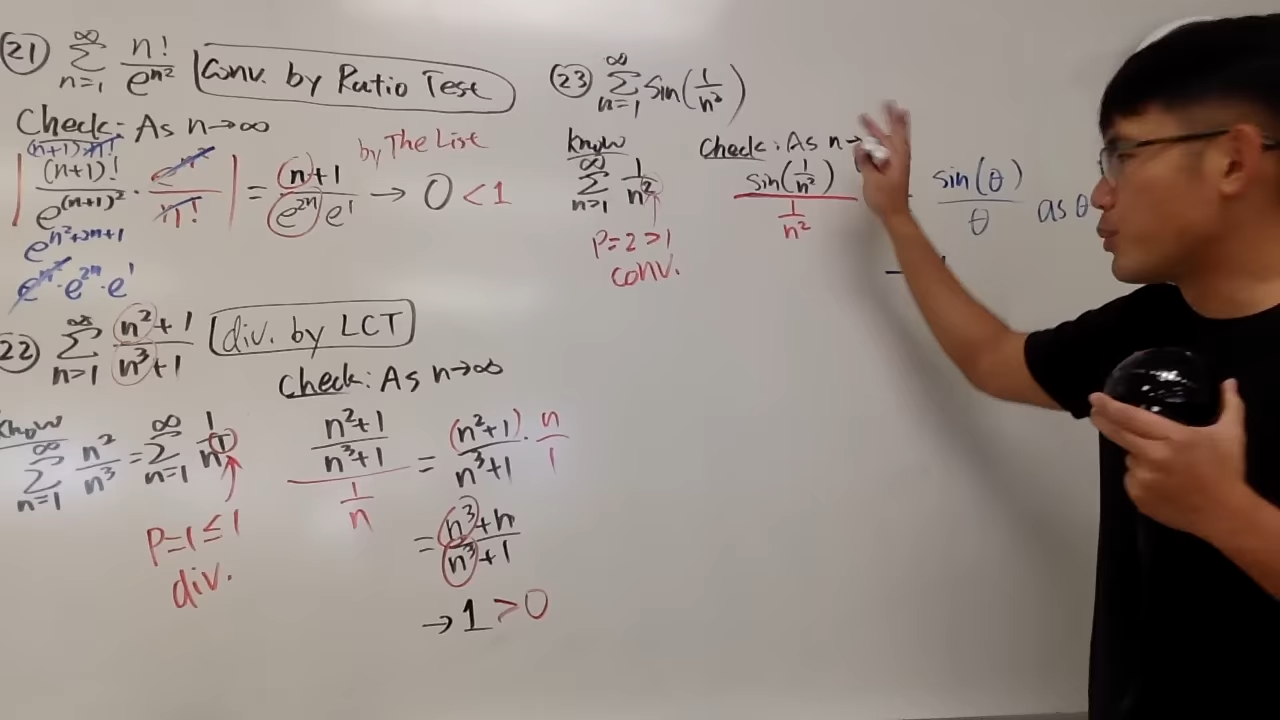 (21) ∞ Σ n=1 n!/e^(n²) Conv. by Ratio Test
Check: As n→∞
(n+1)·n!
| (n+1)!/e^((n+1)²) · e^(n²)/n! | = (n+1)/(e^(2n) e^1) → 0 < 1
by The List
e^(n²+2n+1)
e^(n²)·e^(2n)·e^1
(22) ∞ Σ n=1 (n²+1)/(n³+1) div. by LCT
Check: As n→∞
know
∞ Σ n=1 n²/n³ = ∞ Σ n=1 1/n^1
P=1≤1
div.
((n²+1)/(n³+1))/(1/n) = (n²+1)/(n³+1) · n/1
= (n³+n)/(n³+1)
→ 1 > 0
(23) ∞ Σ n=1 Sin(1/n²)
know
∞ Σ n=1 1/n²
P=2>1
conv.
Check: As n→
sin(1/n²)/(1/n²)
sin(θ)/θ as θ